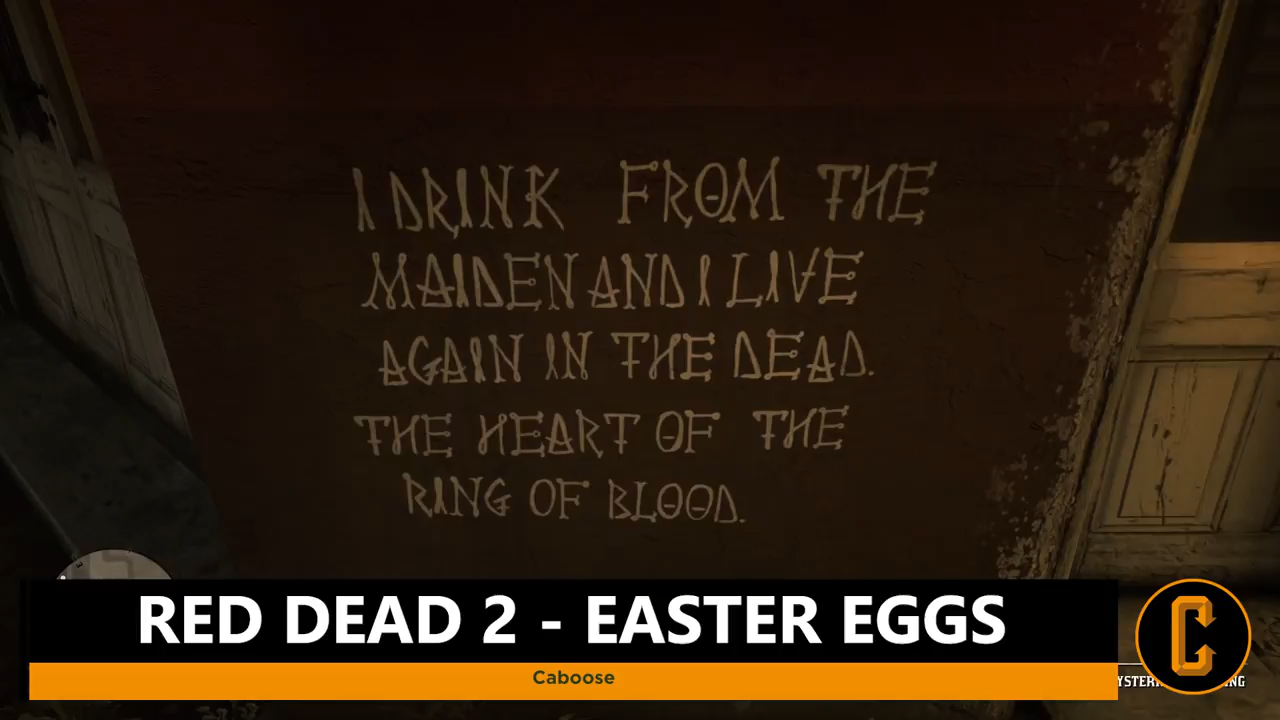 I DRINK FROM THE
MAIDEN AND I LIVE
AGAIN IN THE DEAD.
THE HEART OF THE
RING OF BLOOD.
RED DEAD 2 - EASTER EGGS
Caboose